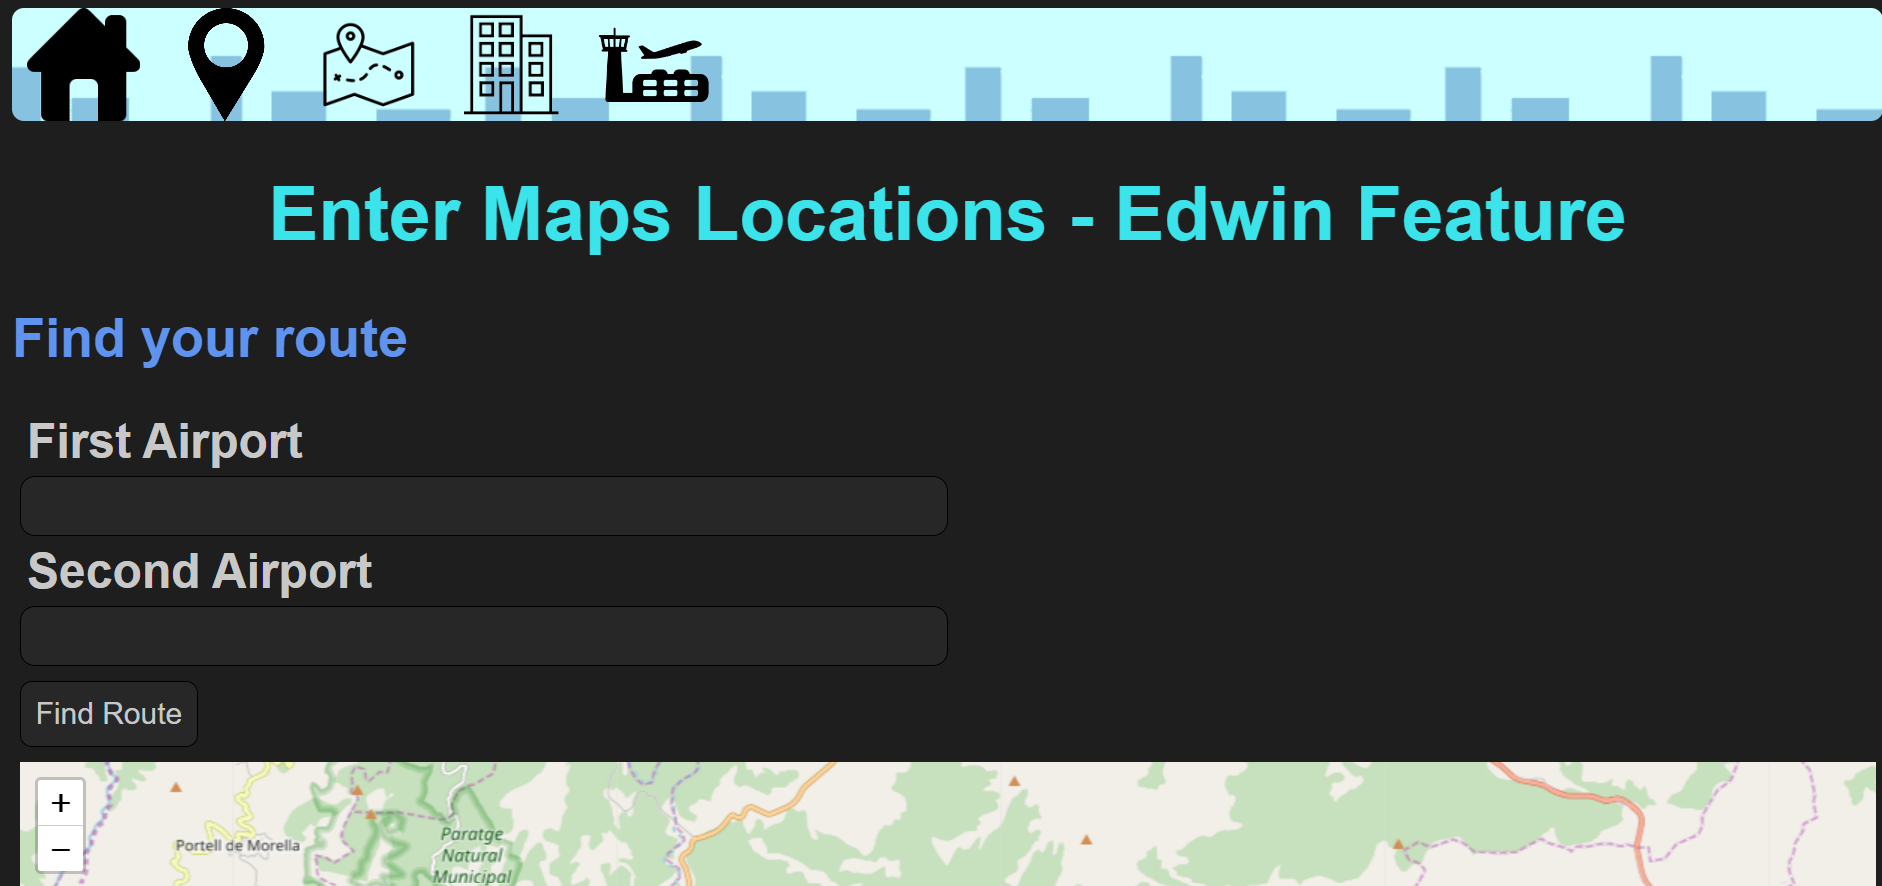 Enter Maps Locations - Edwin Feature
Find your route
First Airport
Second Airport
Find Route
+
−
Portell de Morella
Paratge
Natural
Municipal